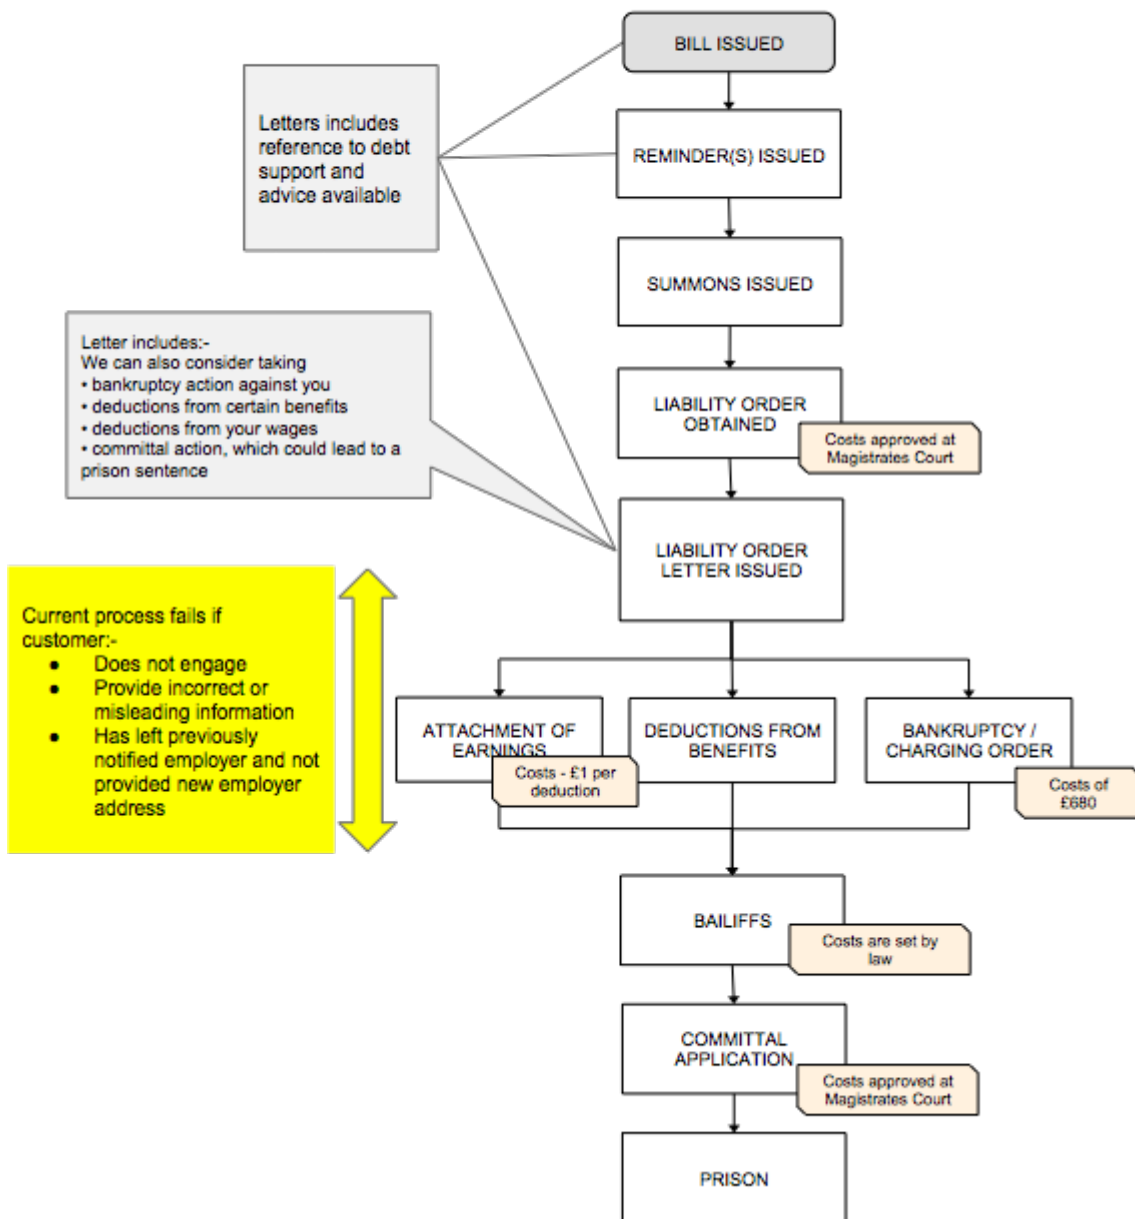 BILL ISSUED
Letters includes
reference to debt
support and
advice available
REMINDER(S) ISSUED
SUMMONS ISSUED
Letter includes:-
We can also consider taking
• bankruptcy action against you
• deductions from certain benefits
• deductions from your wages
• committal action, which could lead to a
prison sentence
LIABILITY ORDER
OBTAINED
Costs approved at
Magistrates Court
LIABILITY ORDER
LETTER ISSUED
Current process fails if
customer:-
● Does not engage
● Provide incorrect or
misleading information
● Has left previously
notified employer and not
provided new employer
address
ATTACHMENT OF
EARNINGS
Costs - £1 per
deduction
DEDUCTIONS FROM
BENEFITS
BANKRUPTCY /
CHARGING ORDER
Costs of
£680
BAILIFFS
Costs are set by
law
COMMITTAL
APPLICATION
Costs approved at
Magistrates Court
PRISON